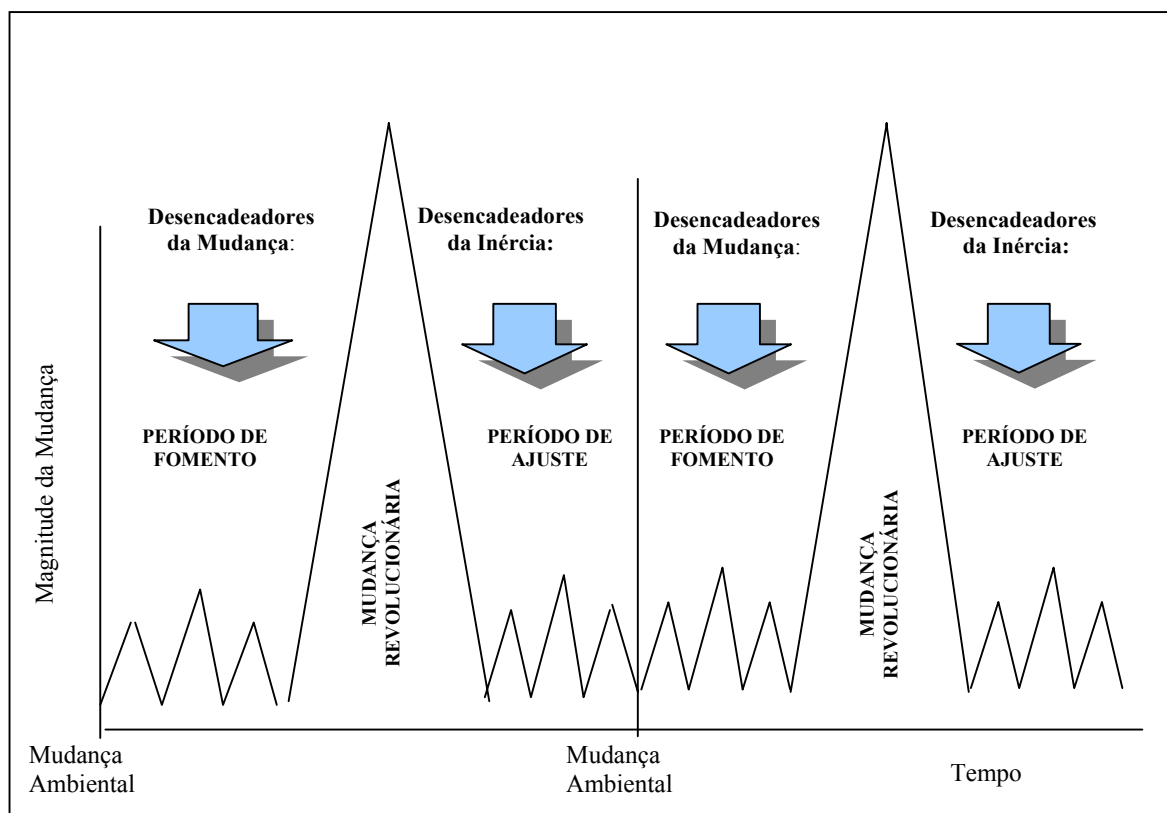 Magnitude da Mudança
Desencadeadores
da Mudança:
PERÍODO DE
FOMENTO
MUDANÇA
REVOLUCIONÁRIA
Desencadeadores
da Inércia:
PERÍODO DE
AJUSTE
Desencadeadores
da Mudança:
PERÍODO DE
FOMENTO
MUDANÇA
REVOLUCIONÁRIA
Desencadeadores
da Inércia:
PERÍODO DE
AJUSTE
Mudança
Ambiental
Mudança
Ambiental
Tempo